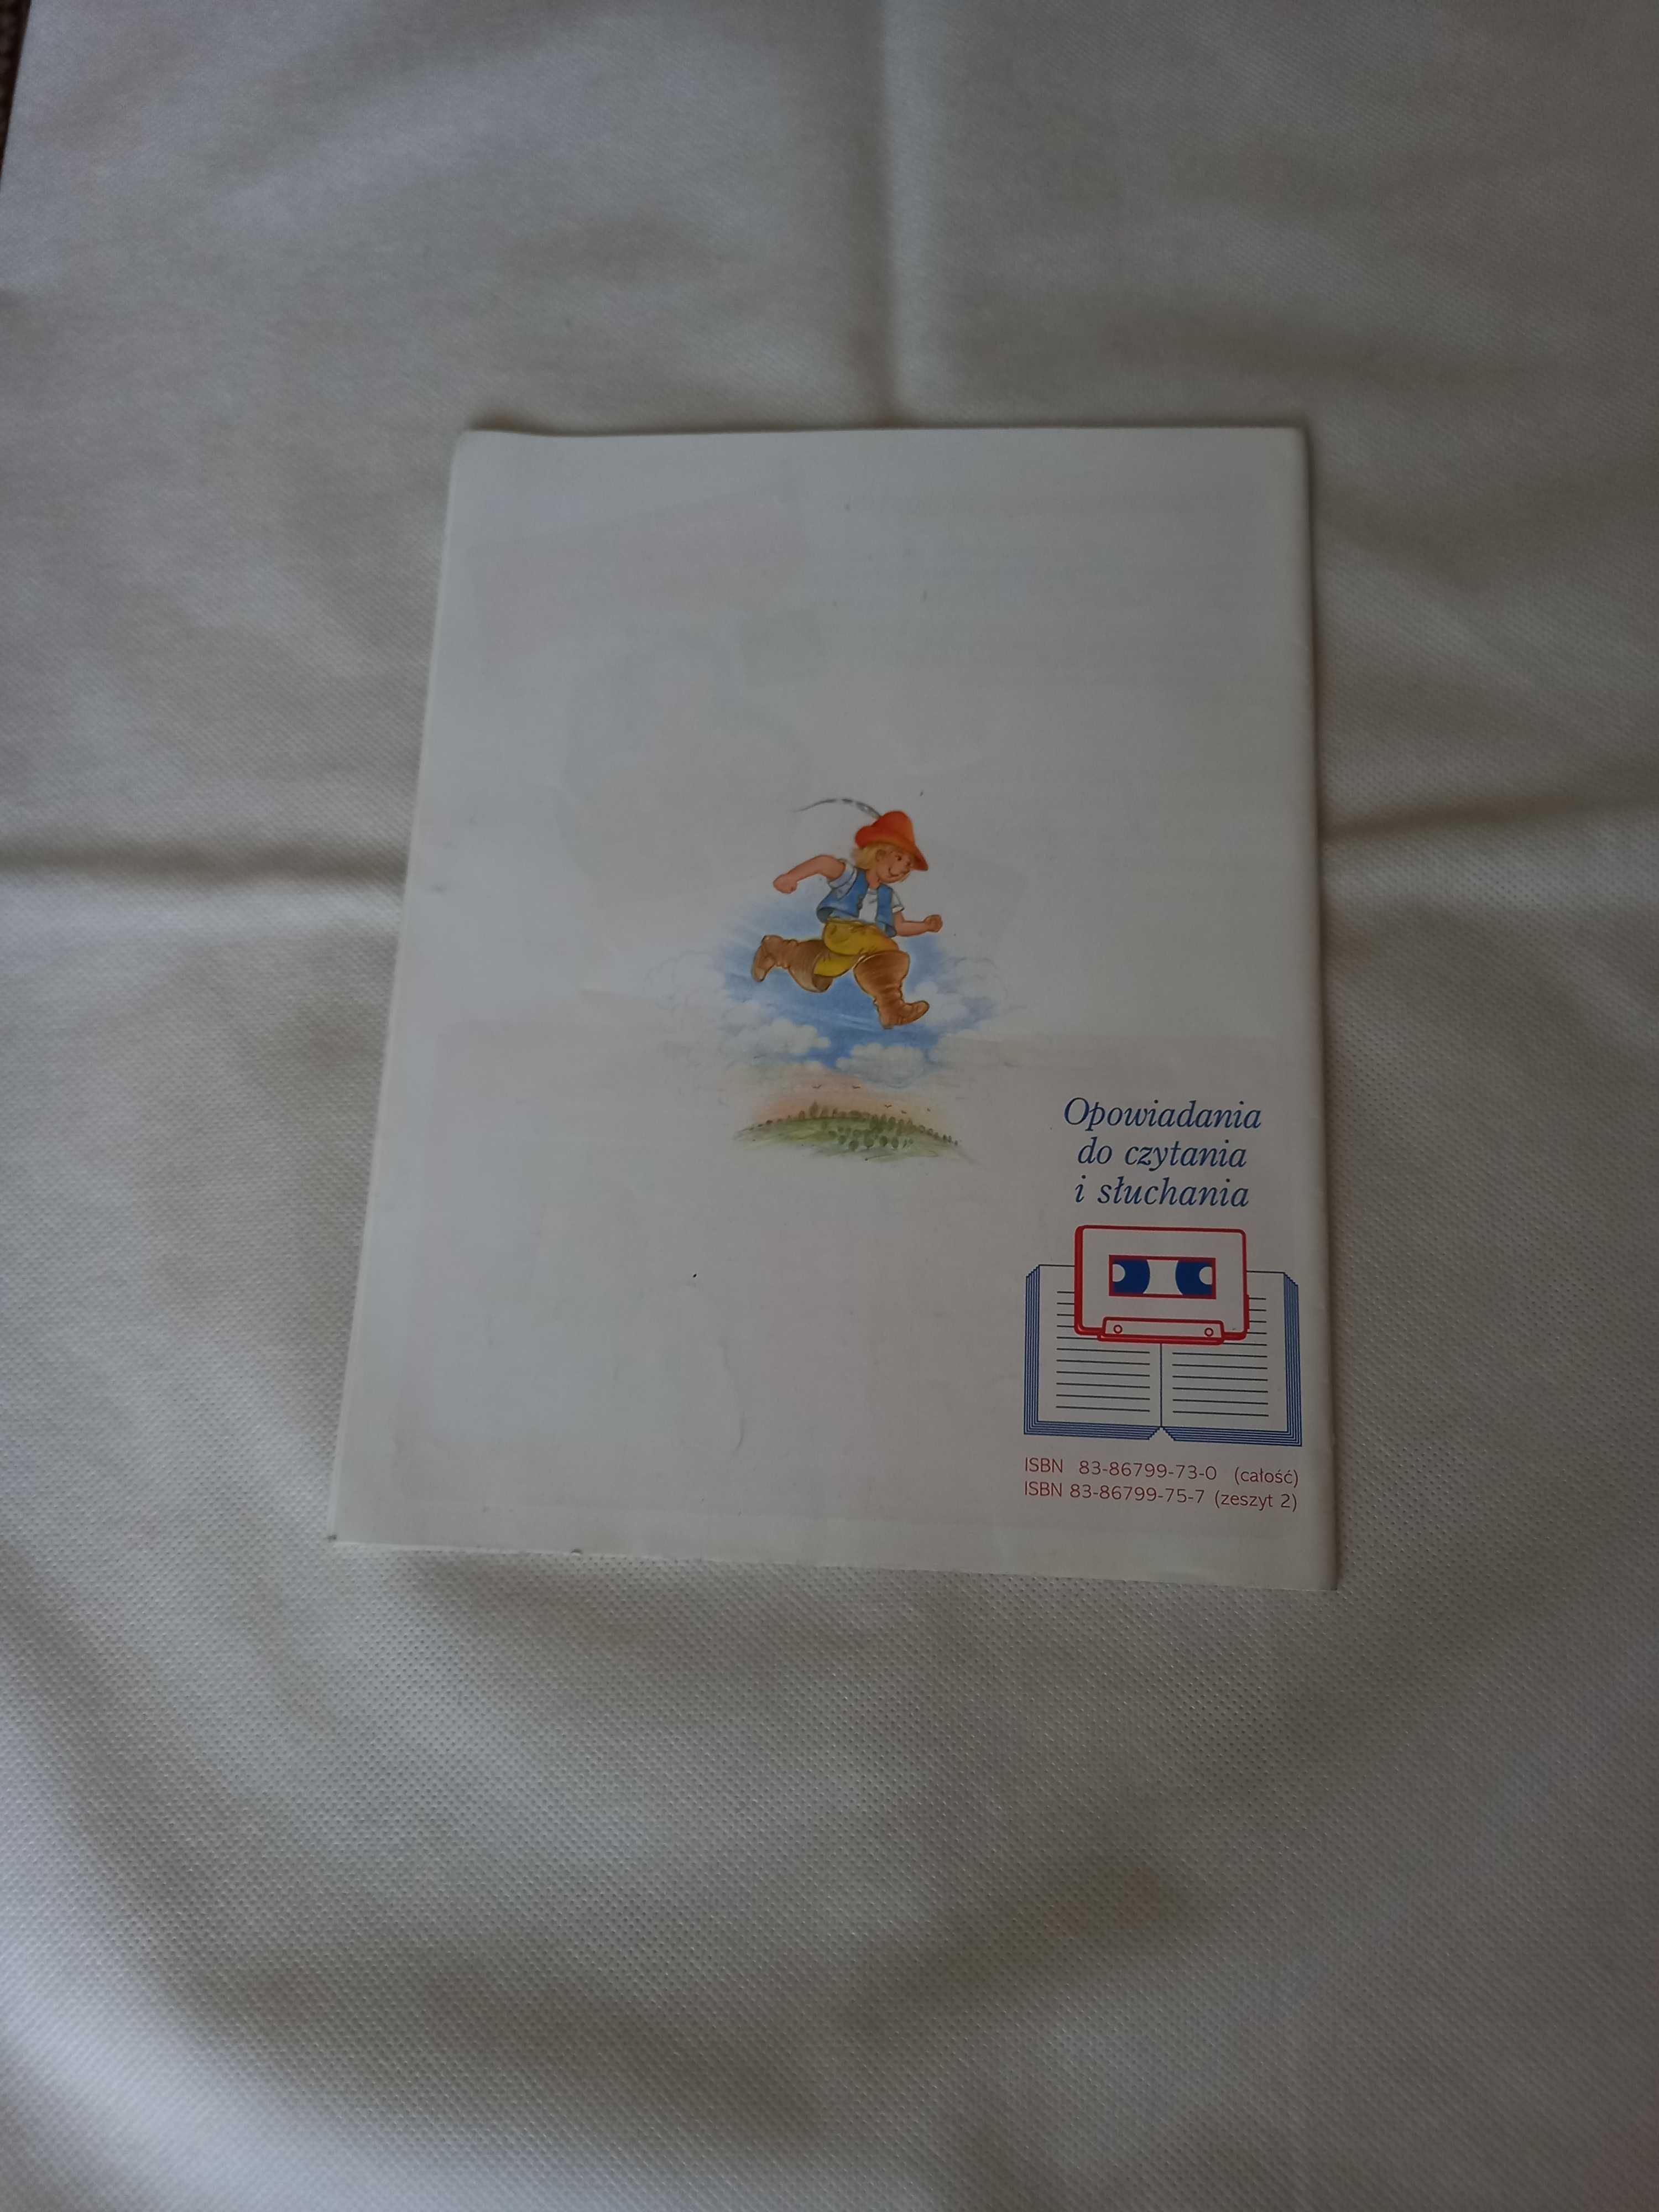 Opowiadania
do czytania
i słuchania
ISBN 83-86799-73-0 (całość)
ISBN 83-86799-75-7 (zeszyt 2)